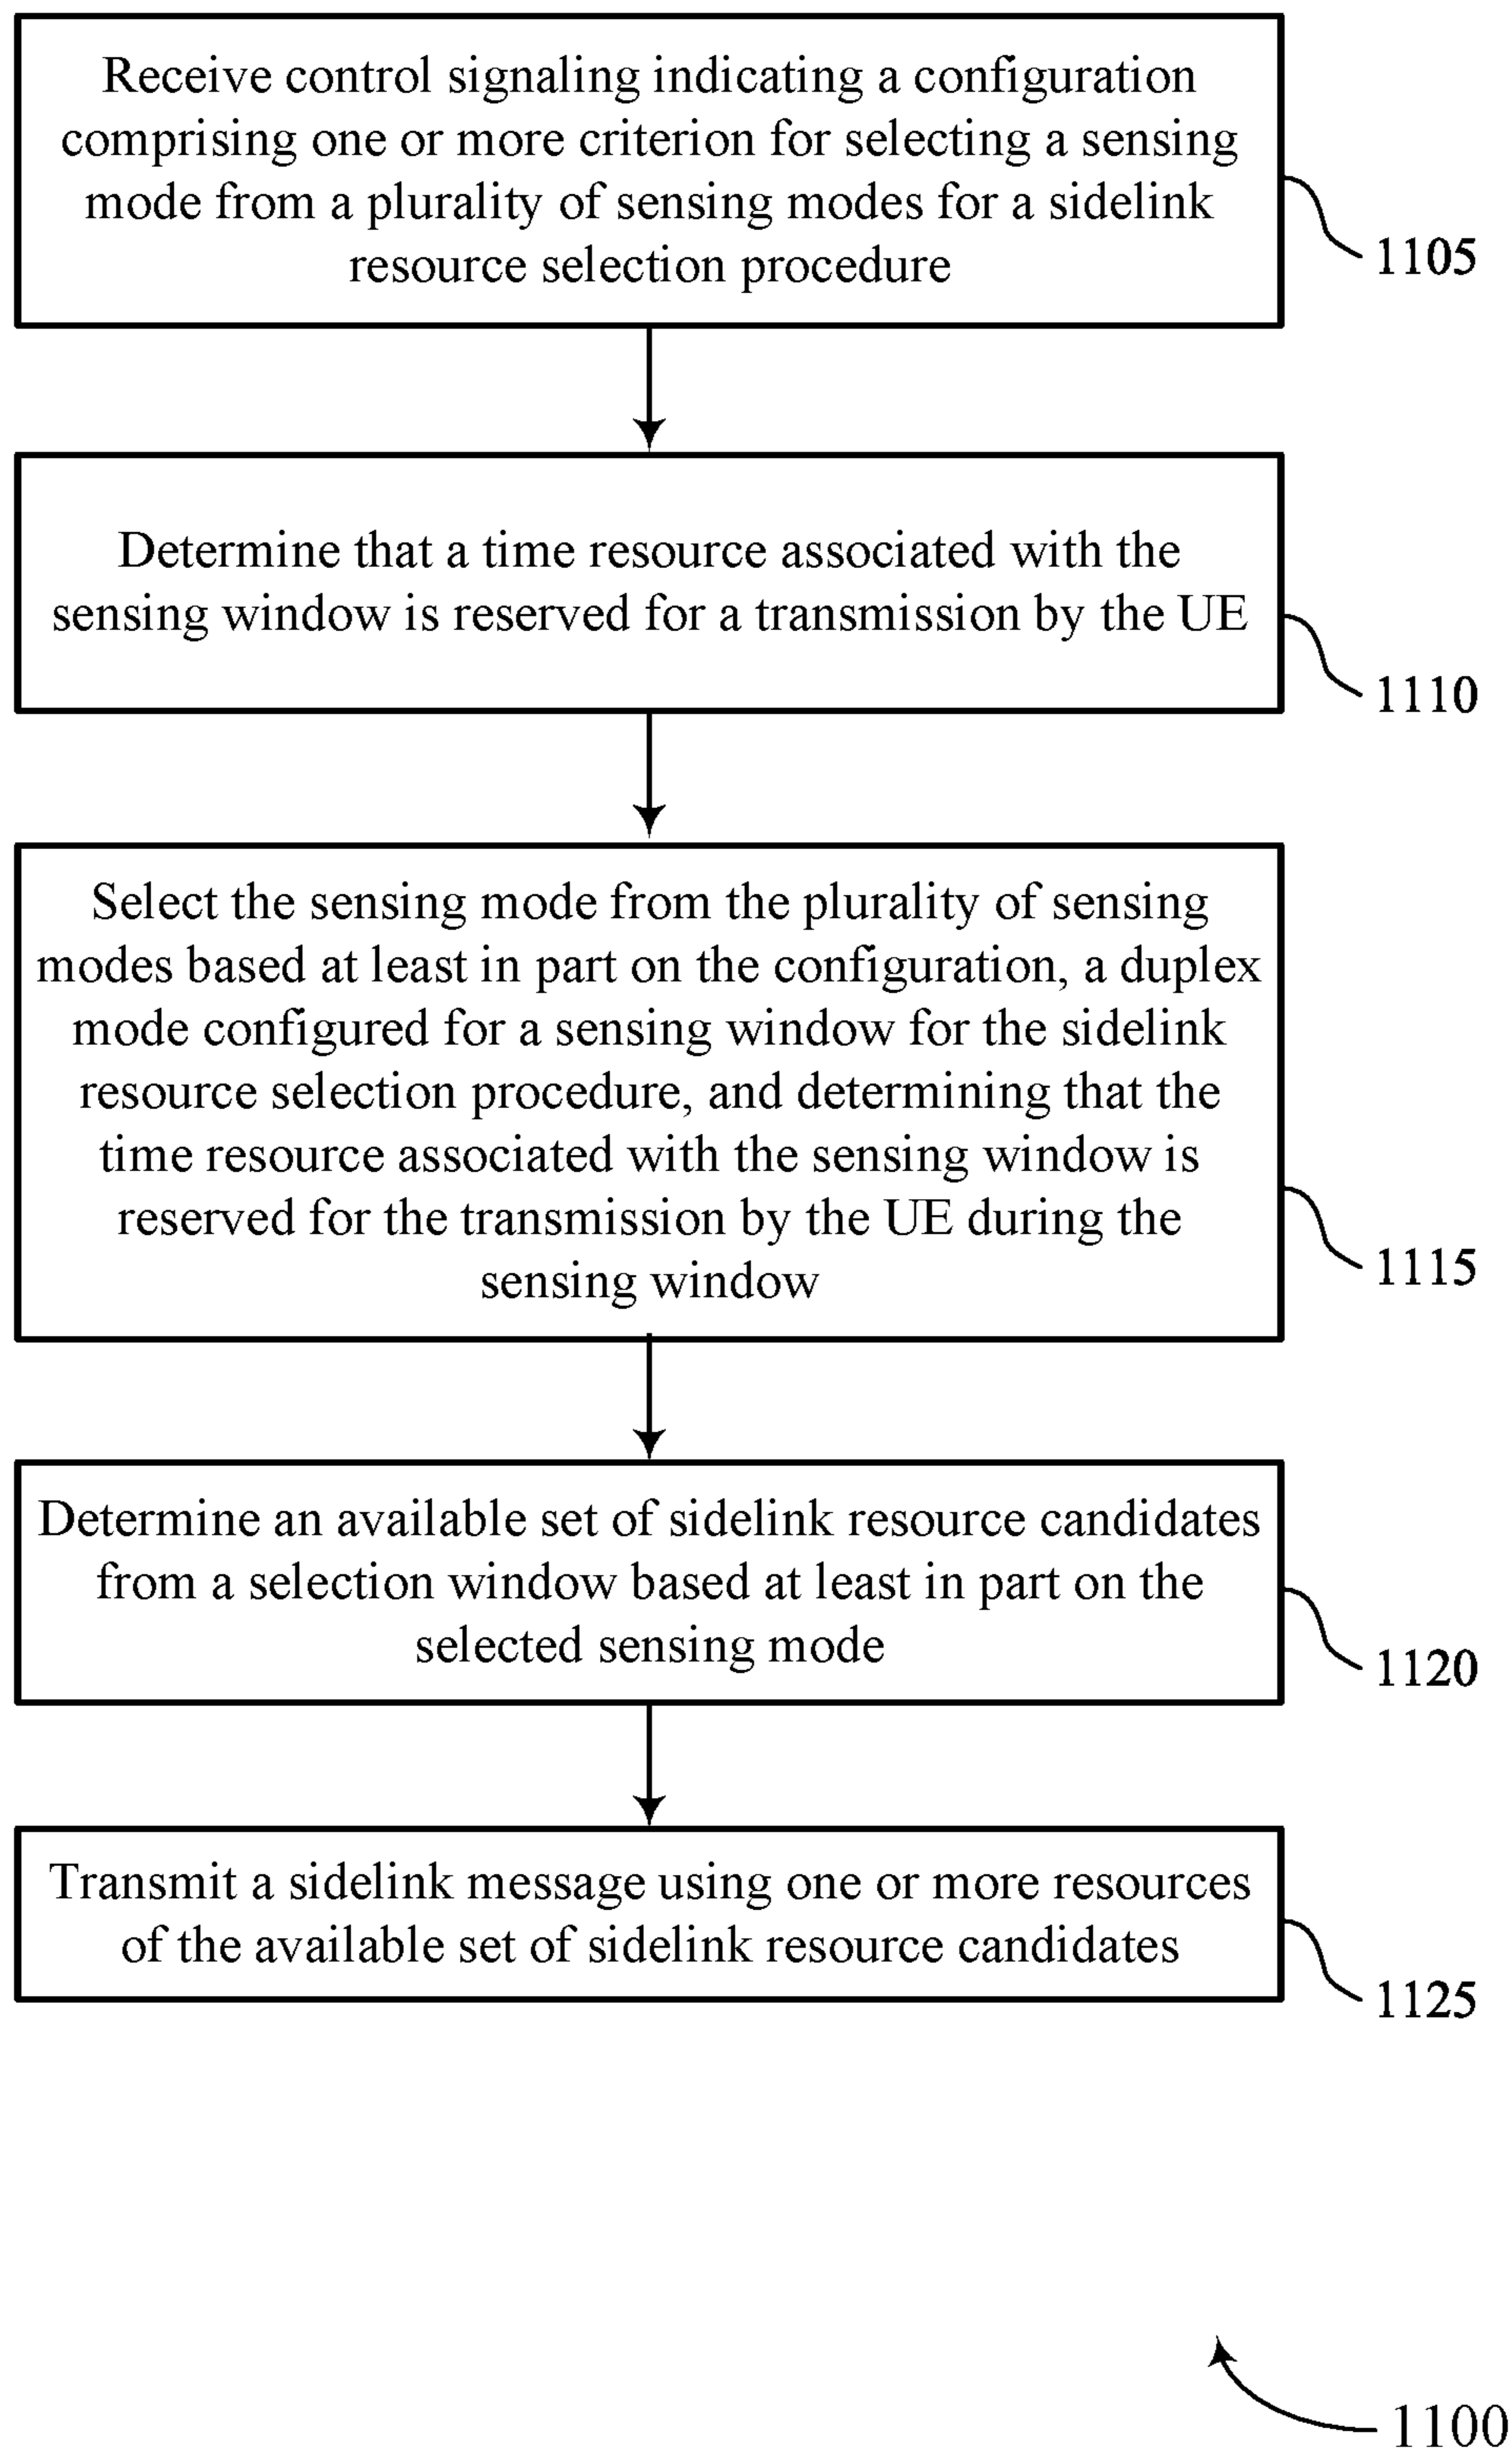 Receive control signaling indicating a configuration
comprising one or more criterion for selecting a sensing
mode from a plurality of sensing modes for a sidelink
resource selection procedure
1105
Determine that a time resource associated with the
sensing window is reserved for a transmission by the UE
1110
Select the sensing mode from the plurality of sensing
modes based at least in part on the configuration, a duplex
mode configured for a sensing window for the sidelink
resource selection procedure, and determining that the
time resource associated with the sensing window is
reserved for the transmission by the UE during the
sensing window
1115
Determine an available set of sidelink resource candidates
from a selection window based at least in part on the
selected sensing mode
1120
Transmit a sidelink message using one or more resources
of the available set of sidelink resource candidates
1125
1100